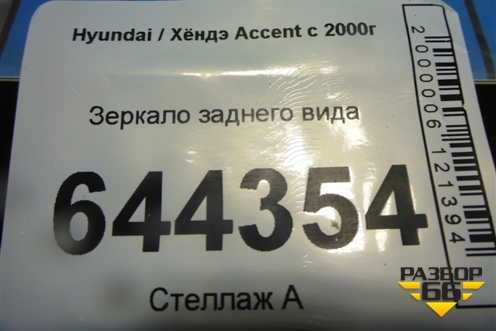 Hyundai / Хёндэ Accent с 2000г
Зеркало заднего вида
644354
Стеллаж А
2000006121394
РАЗБОР
66